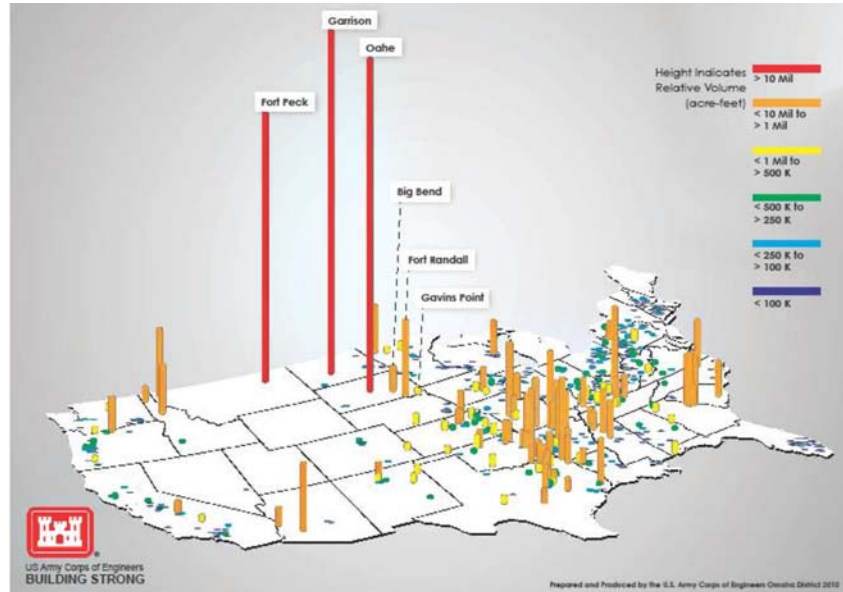 Garrison
Oahe
Fort Peck
Big Bend
Fort Randall
Gavins Point
Height Indicates
Relative Volume
(acre-feet)
> 10 Mil
< 10 Mil to
> 1 Mil
< 1 Mil to
> 500 K
< 500 K to
> 250 K
< 250 K to
> 100 K
< 100 K
US Army Corps of Engineers
BUILDING STRONG
®
Prepared and Produced by the U.S. Army Corps of Engineers Omaha District 2010